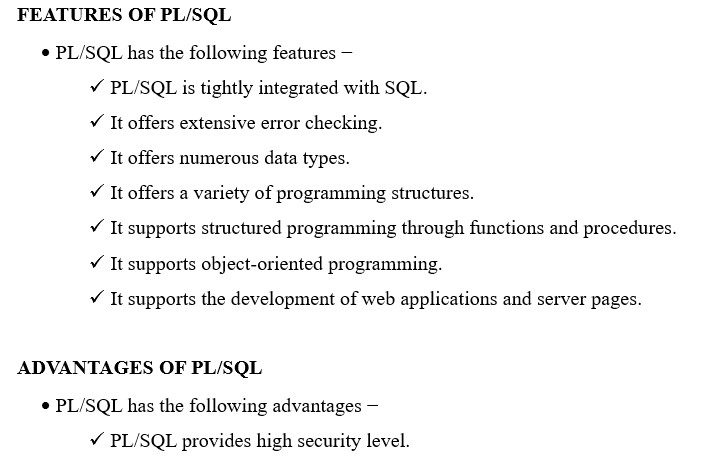 FEATURES OF PL/SQL
• PL/SQL has the following features −
✓ PL/SQL is tightly integrated with SQL.
✓ It offers extensive error checking.
✓ It offers numerous data types.
✓ It offers a variety of programming structures.
✓ It supports structured programming through functions and procedures.
✓ It supports object-oriented programming.
✓ It supports the development of web applications and server pages.
ADVANTAGES OF PL/SQL
• PL/SQL has the following advantages −
✓ PL/SQL provides high security level.